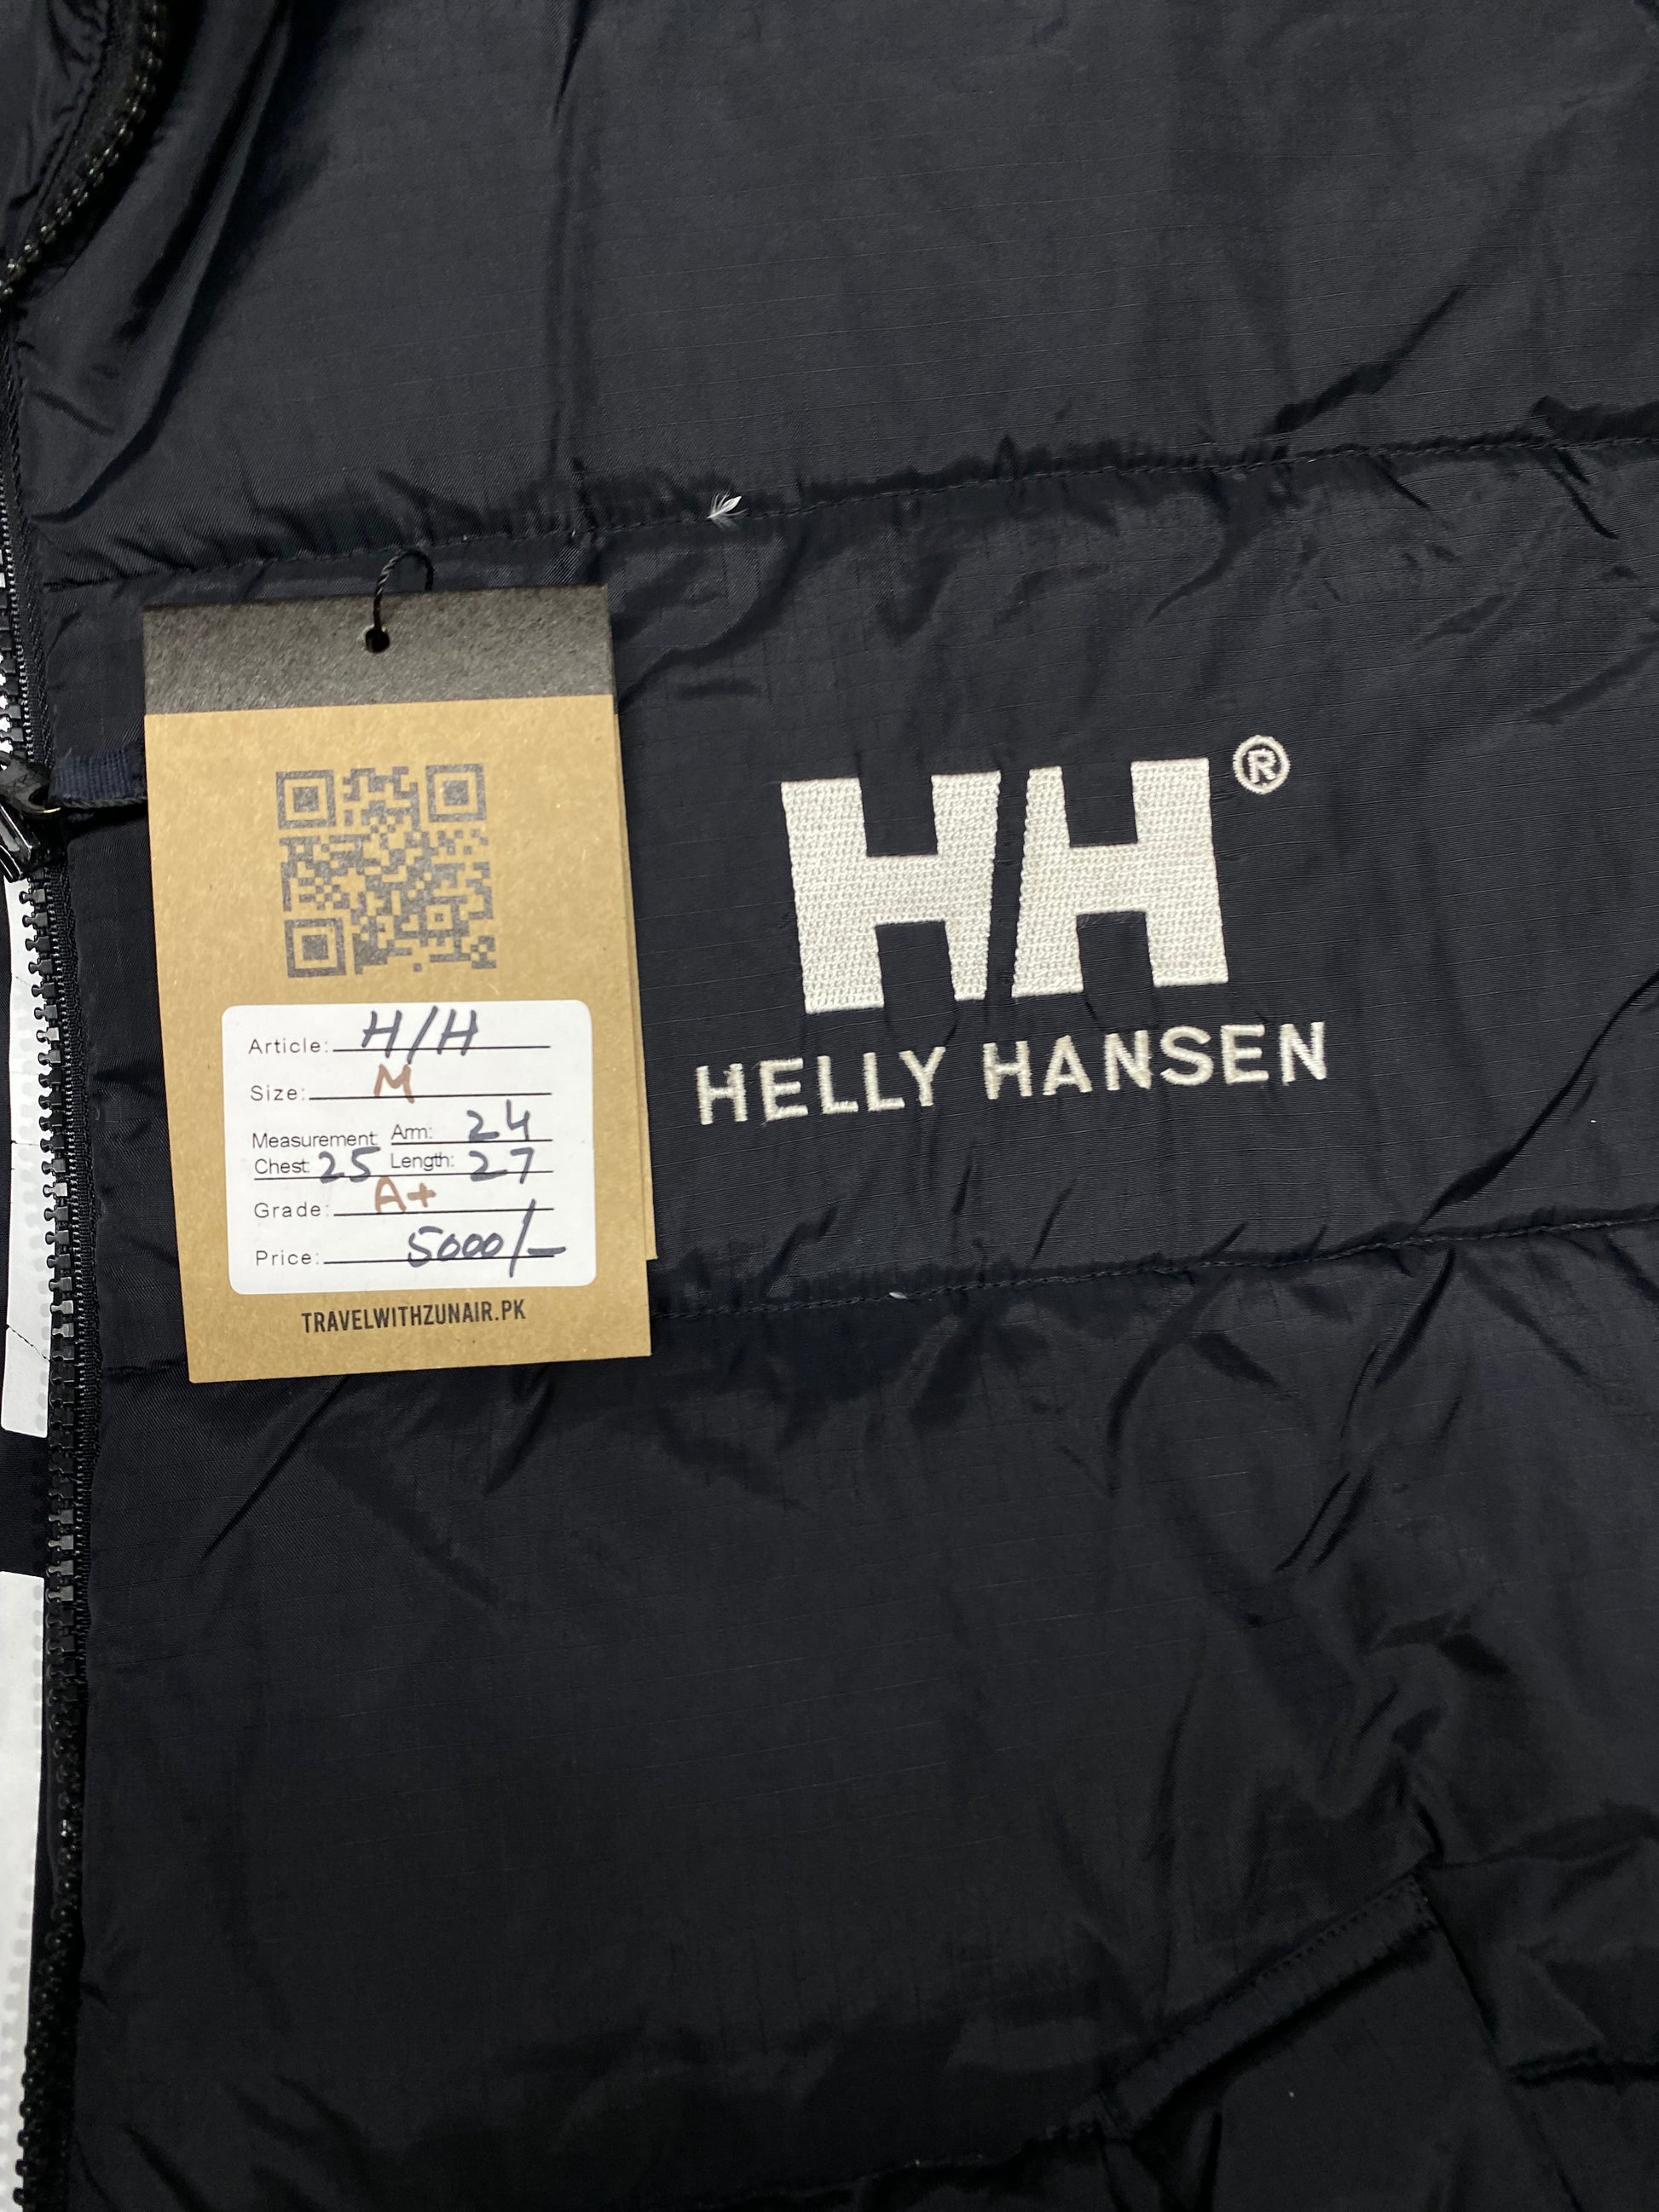 HH®
HELLY HANSEN
Article: H/H
Size: M
Measurement: Arm: 24
Chest: 25 Length: 27
Grade: A+
Price: 5000/-
TRAVELWITHZUNAIR.PK